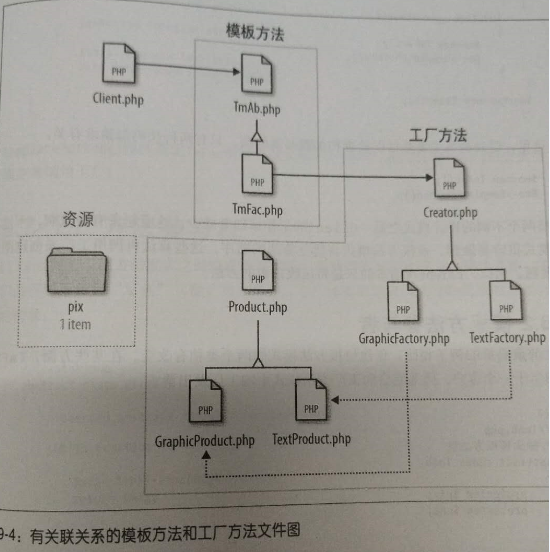 模板方法
PHP
Client.php
PHP
TmAb.php
工厂方法
PHP
TmFac.php
PHP
Creator.php
资源
pix
1 item
PHP
Product.php
PHP
GraphicFactory.php
PHP
TextFactory.php
PHP
GraphicProduct.php
PHP
TextProduct.php
9-4：有关联关系的模板方法和工厂方法文件图